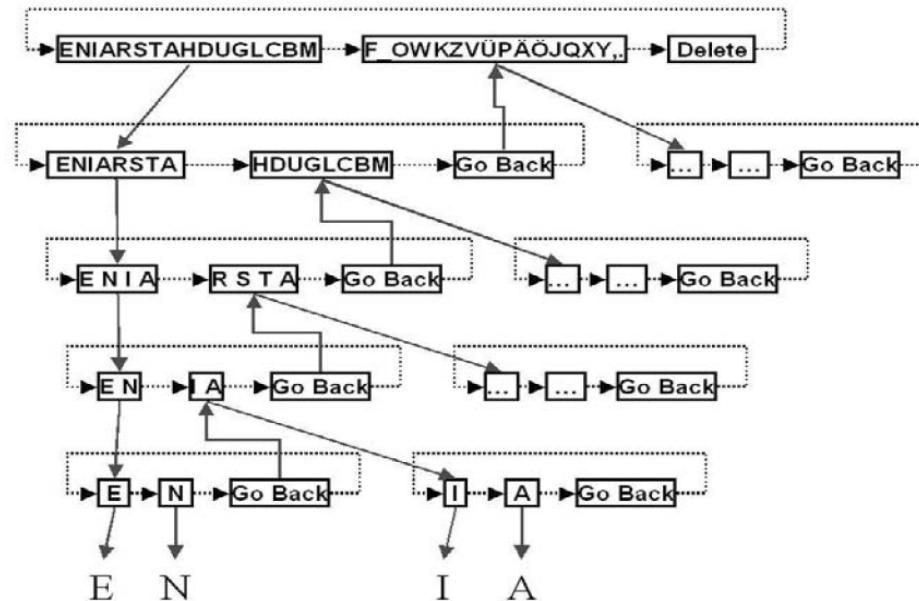 ENIARSTAHDUGLCBM F_OWKZVÜPÄÖJQXY,. Delete
ENIARSTA HDUGLCBM Go Back ... ... Go Back
E N I A R S T A Go Back ... ... Go Back
E N I A Go Back ... ... Go Back
E N Go Back I A Go Back
E N I A